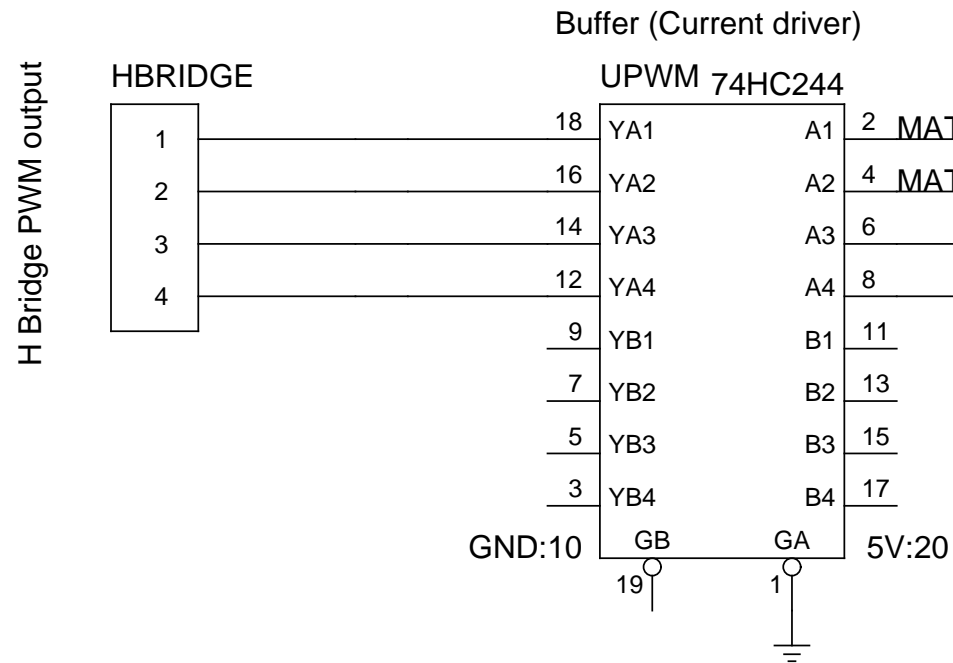 Buffer (Current driver)
H Bridge PWM output
HBRIDGE
UPWM 74HC244
1 18 YA1 A1 2 MAT
2 16 YA2 A2 4 MAT
3 14 YA3 A3 6
4 12 YA4 A4 8
9 YB1 B1 11
7 YB2 B2 13
5 YB3 B3 15
3 YB4 B4 17
GND:10 GB GA 5V:20
19 1